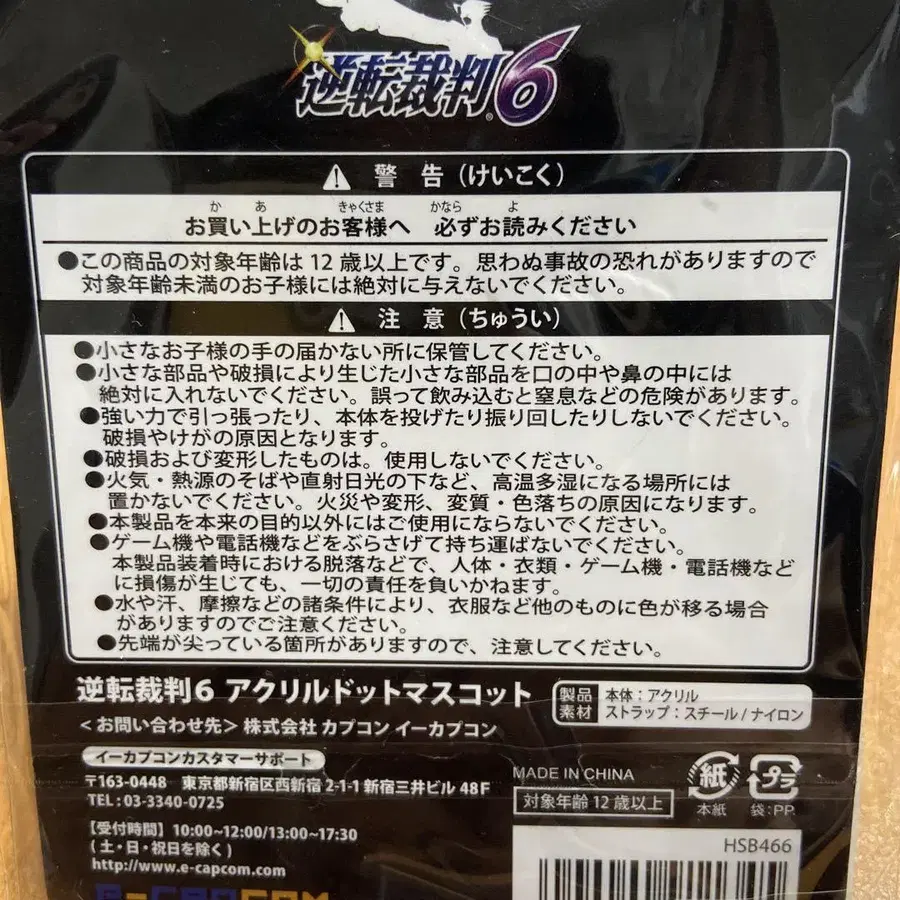 逆転裁判6
警告（けいこく）
お買い上げのお客様へ 必ずお読みください
か あ きゃくさま かなら よ
●この商品の対象年齢は12歳以上です。思わぬ事故の恐れがありますので
対象年齢未満のお子様には絶対に与えないでください。
注意（ちゅうい）
●小さなお子様の手の届かない所に保管してください。
●小さな部品や破損により生じた小さな部品を口の中や鼻の中には
絶対に入れないでください。誤って飲み込むと窒息などの危険があります。
●強い力で引っ張ったり、本体を投げたり振り回したりしないでください。
破損やけがの原因となります。
●破損および変形したものは。使用しないでください。
●火気・熱源のそばや直射日光の下など、高温多湿になる場所には
置かないでください。火災や変形、変質・色落ちの原因になります。
●本製品を本来の目的以外にはご使用にならないでください。
●ゲーム機や電話機などをぶらさげて持ち運ばないでください。
本製品装着時における脱落などで、人体・衣類・ゲーム機・電話機など
に損傷が生じても、一切の責任を負いかねます。
●水や汗、摩擦などの諸条件により、衣服など他のものに色が移る場合
がありますのでご注意ください。
●先端が尖っている箇所がありますので、注意してください。
逆転裁判6 アクリルドットマスコット
製品素材
本体：アクリル
ストラップ：スチール/ナイロン
＜お問い合わせ先＞株式会社 カプコン イーカプコン
イーカプコンカスタマーサポート
〒163-0448 東京都新宿区西新宿2-1-1新宿三井ビル48F
TEL：03-3340-0725
【受付時間】10:00~12:00/13:00~17:30
（土・日・祝日を除く）
http://www.e-capcom.com
e-CAPCOM
MADE IN CHINA
対象年齢12歳以上
紙
本紙
プラ
袋：PP
HSB466